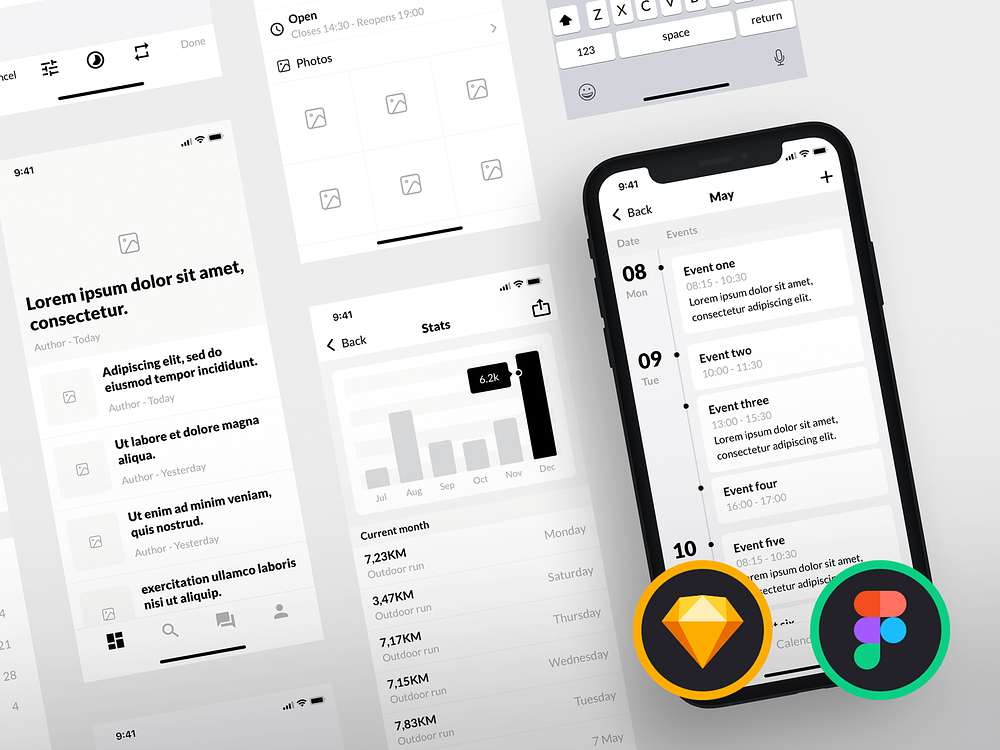 Done
9:41
Lorem ipsum dolor sit amet,
consectetur.
Author - Today
Adipiscing elit, sed do
eiusmod tempor incididunt.
Author - Today
Ut labore et dolore magna
aliqua.
Author - Yesterday
Ut enim ad minim veniam,
quis nostrud.
Author - Yesterday
exercitation ullamco laboris
nisi ut aliquip.
4
21
28
4
9:41
Open
Closes 14:30 - Reopens 19:00
Photos
9:41
Back
Stats
6.2k
Jul Aug Sep Oct Nov Dec
Current month
7,23KM
Monday
Outdoor run
3,47KM
Saturday
Outdoor run
7,17KM
Thursday
Outdoor run
7,15KM
Wednesday
Outdoor run
7,83KM
Tuesday
Outdoor run
7 May
Z X C V
123
space
return
9:41
Back
May
Date
Events
08
Mon
Event one
08:15 - 10:30
Lorem ipsum dolor sit amet,
consectetur adipiscing elit.
09
Tue
Event two
10:00 - 11:30
Event three
13:00 - 15:30
Lorem ipsum dolor sit amet,
consectetur adipiscing elit.
Event four
16:00 - 17:00
10
Event five
08:15 - 10:30
ipsum dolor sit amet,